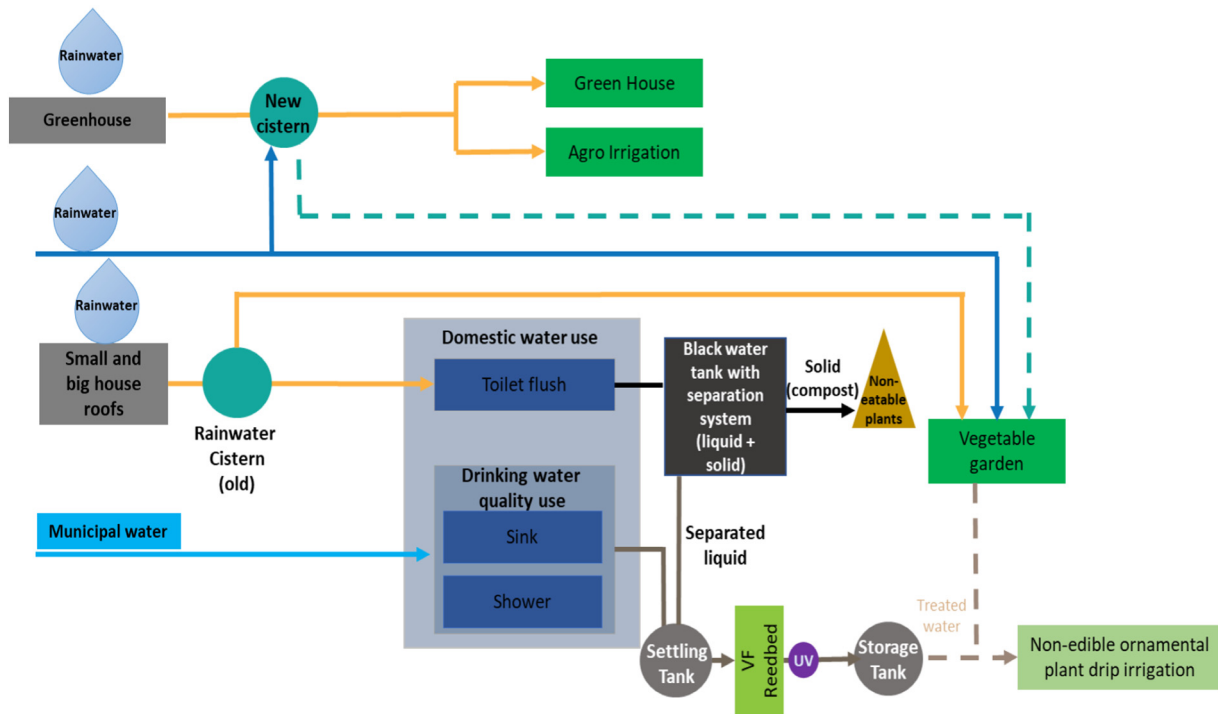 Rainwater
Greenhouse
New
cistern
Green House
Agro Irrigation
Rainwater
Rainwater
Small and
big house
roofs
Rainwater
Cistern
(old)
Domestic water use
Toilet flush
Black water
tank with
separation
system
(liquid +
solid)
Solid
(compost)
Non-
eatable
plants
Vegetable
garden
Drinking water
quality use
Sink
Shower
Municipal water
Separated
liquid
Settling
Tank
VF
Reedbed
UV
Storage
Tank
Treated
water
Non-edible ornamental
plant drip irrigation